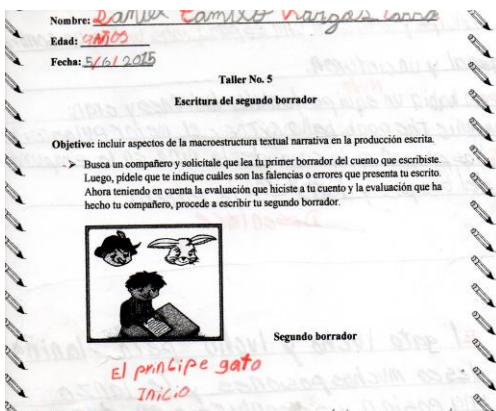 Nombre: Daniel Camilo Vargas
Edad: 9 AÑOS
Fecha: 5/6/2015
Taller No. 5
Escritura del segundo borrador
Objetivo: incluir aspectos de la macroestructura textual narrativa en la producción escrita.
➢ Busca un compañero y solicítale que lea tu primer borrador del cuento que escribiste.
Luego, pídele que te indique cuáles son las falencias o errores que presenta tu escrito.
Ahora teniendo en cuenta la evaluación que hiciste a tu cuento y la evaluación que ha
hecho tu compañero, procede a escribir tu segundo borrador.
Segundo borrador
El principe gato
Inicio